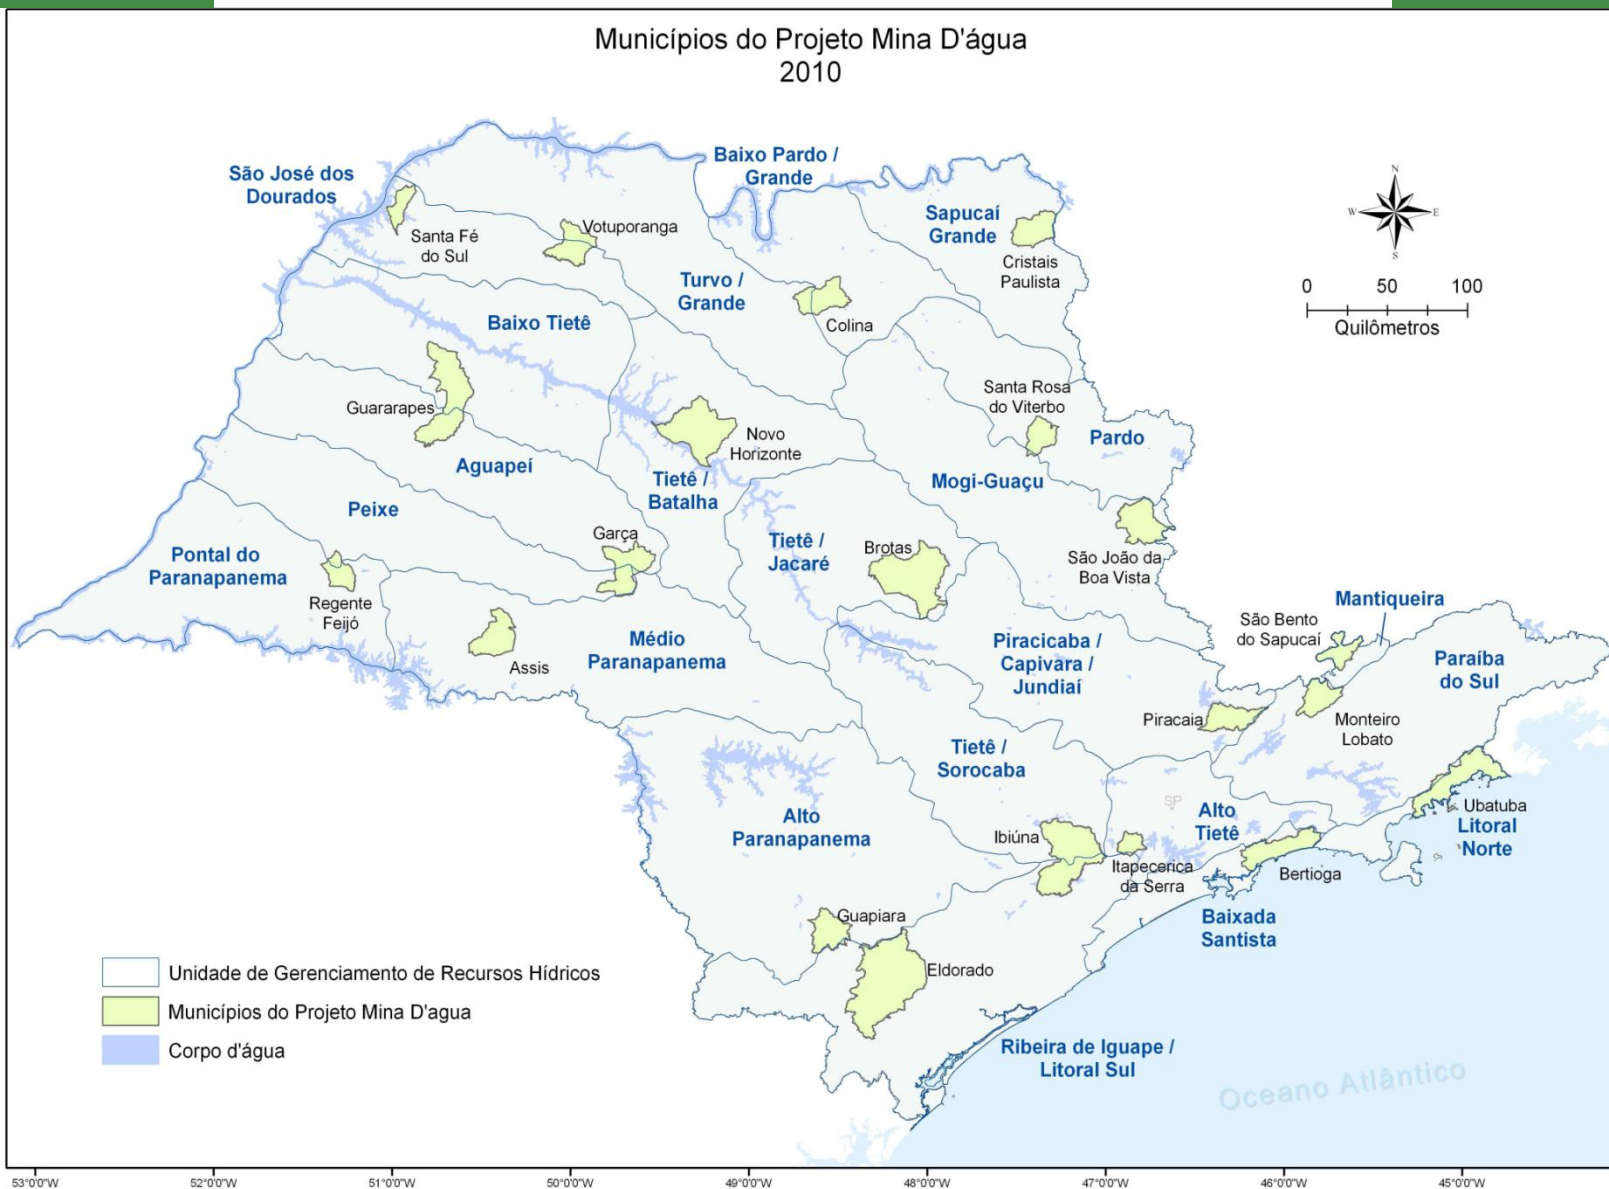 Municípios do Projeto Mina D'água
2010
São José dos
Dourados
Baixo Pardo /
Grande
Sapucaí
Grande
N
W
E
S
Santa Fé
do Sul
Votuporanga
Cristais
Paulista
Turvo /
Grande
0 50 100
Quilômetros
Baixo Tietê
Colina
Guararapes
Santa Rosa
do Viterbo
Novo
Horizonte
Pardo
Aguapeí
Tietê /
Batalha
Mogi-Guaçu
Peixe
Garça
Tietê /
Jacaré
Brotas
São João da
Boa Vista
Pontal do
Paranapanema
Regente
Feijó
Assis
Médio
Paranapanema
Piracicaba /
Capivara /
Jundiaí
Mantiqueira
São Bento
do Sapucaí
Paraíba
do Sul
Piracaia
Monteiro
Lobato
Tietê /
Sorocaba
SP
Alto
Tietê
Alto
Paranapanema
Ibiúna
Itapecerica
da Serra
Ubatuba
Litoral
Norte
Bertioga
Baixada
Santista
Guapiara
Eldorado
Ribeira de Iguape /
Litoral Sul
Oceano Atlântico
Unidade de Gerenciamento de Recursos Hídricos
Municípios do Projeto Mina D'agua
Corpo d'água
53°0'0"W 52°0'0"W 51°0'0"W 50°0'0"W 49°0'0"W 48°0'0"W 47°0'0"W 46°0'0"W 45°0'0"W